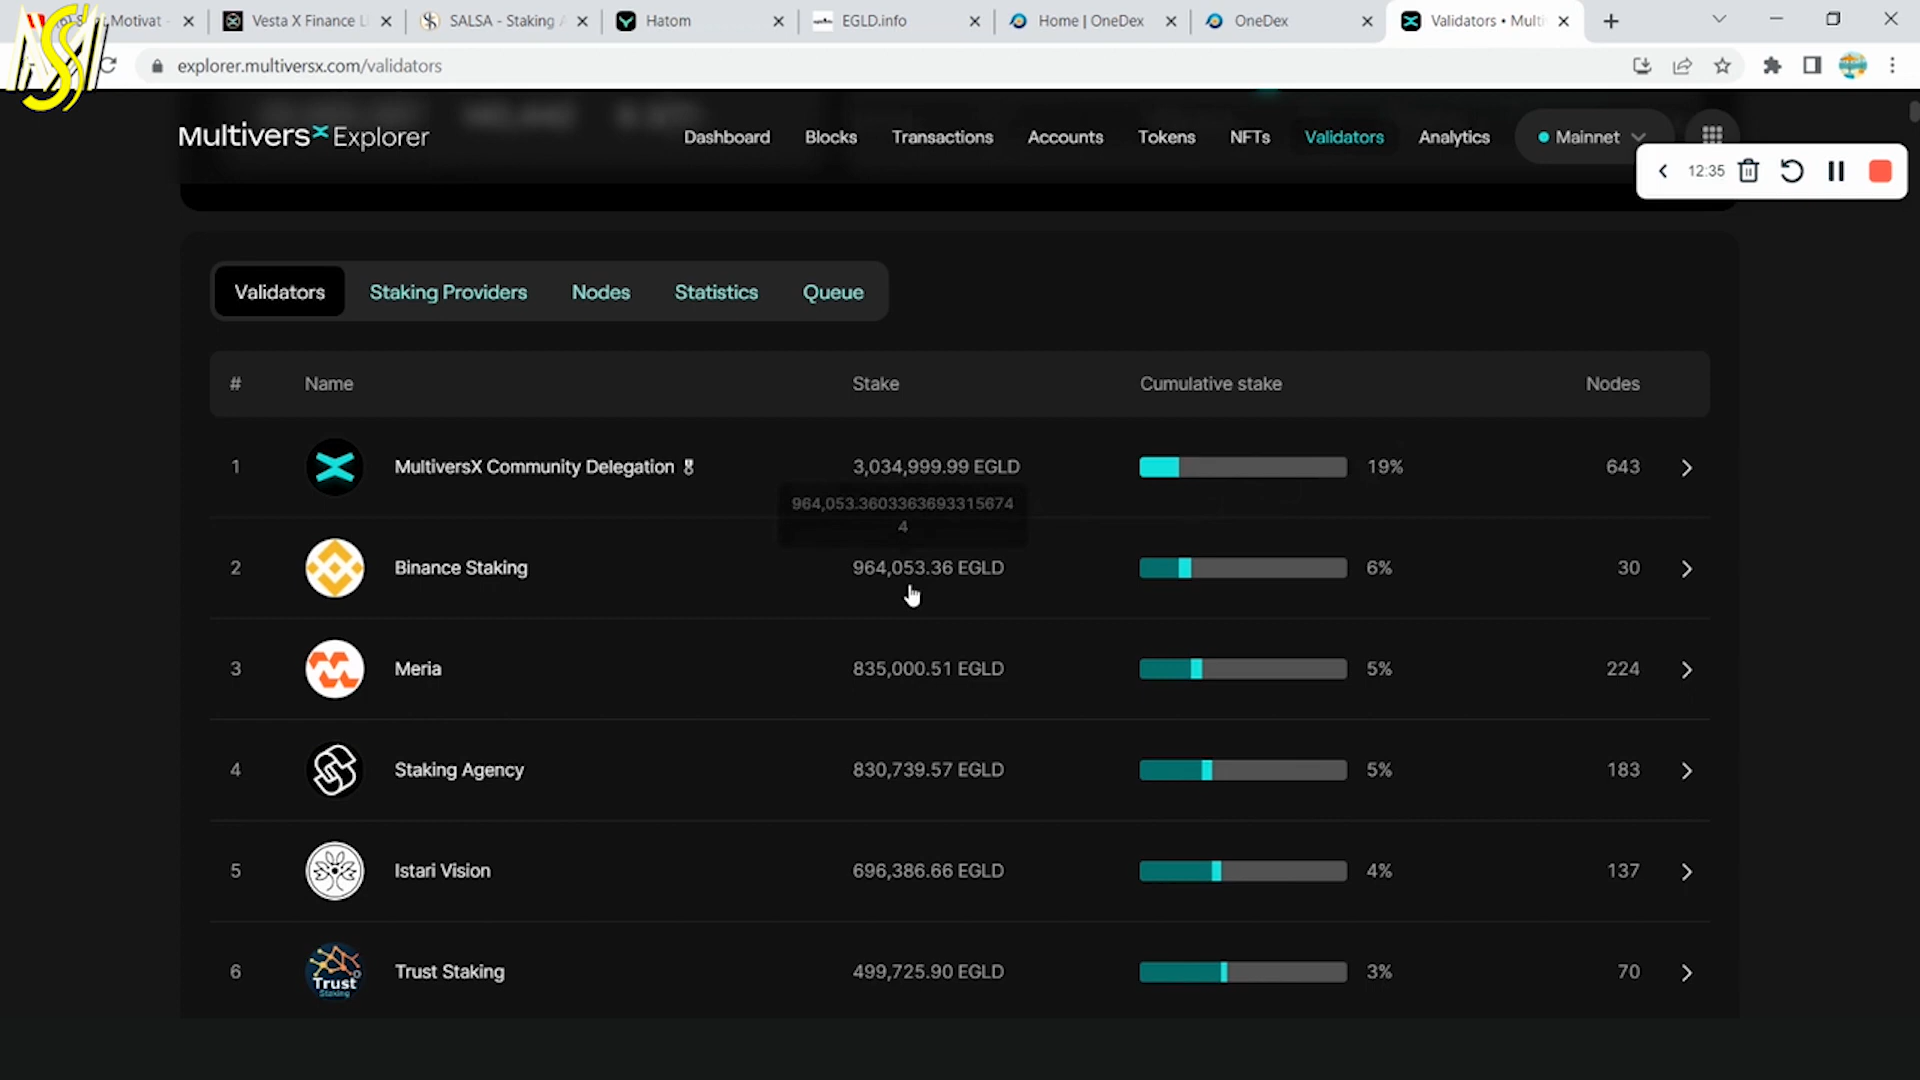 Motivat
Vesta X Finance
SALSA - Staking
Hatom
EGLD.info
Home | OneDex
OneDex
Validators • Mult
explorer.multiversx.com/validators
MultiversX Explorer
Dashboard
Blocks
Transactions
Accounts
Tokens
NFTs
Validators
Analytics
Mainnet
12:35
Validators
Staking Providers
Nodes
Statistics
Queue
# Name Stake Cumulative stake Nodes
1 MultiversX Community Delegation 3,034,999.99 EGLD 19% 643
964,053.3603363693315674
4
2 Binance Staking 964,053.36 EGLD 6% 30
3 Meria 835,000.51 EGLD 5% 224
4 Staking Agency 830,739.57 EGLD 5% 183
5 Istari Vision 696,386.66 EGLD 4% 137
6 Trust Staking 499,725.90 EGLD 3% 70
Trust
Staking